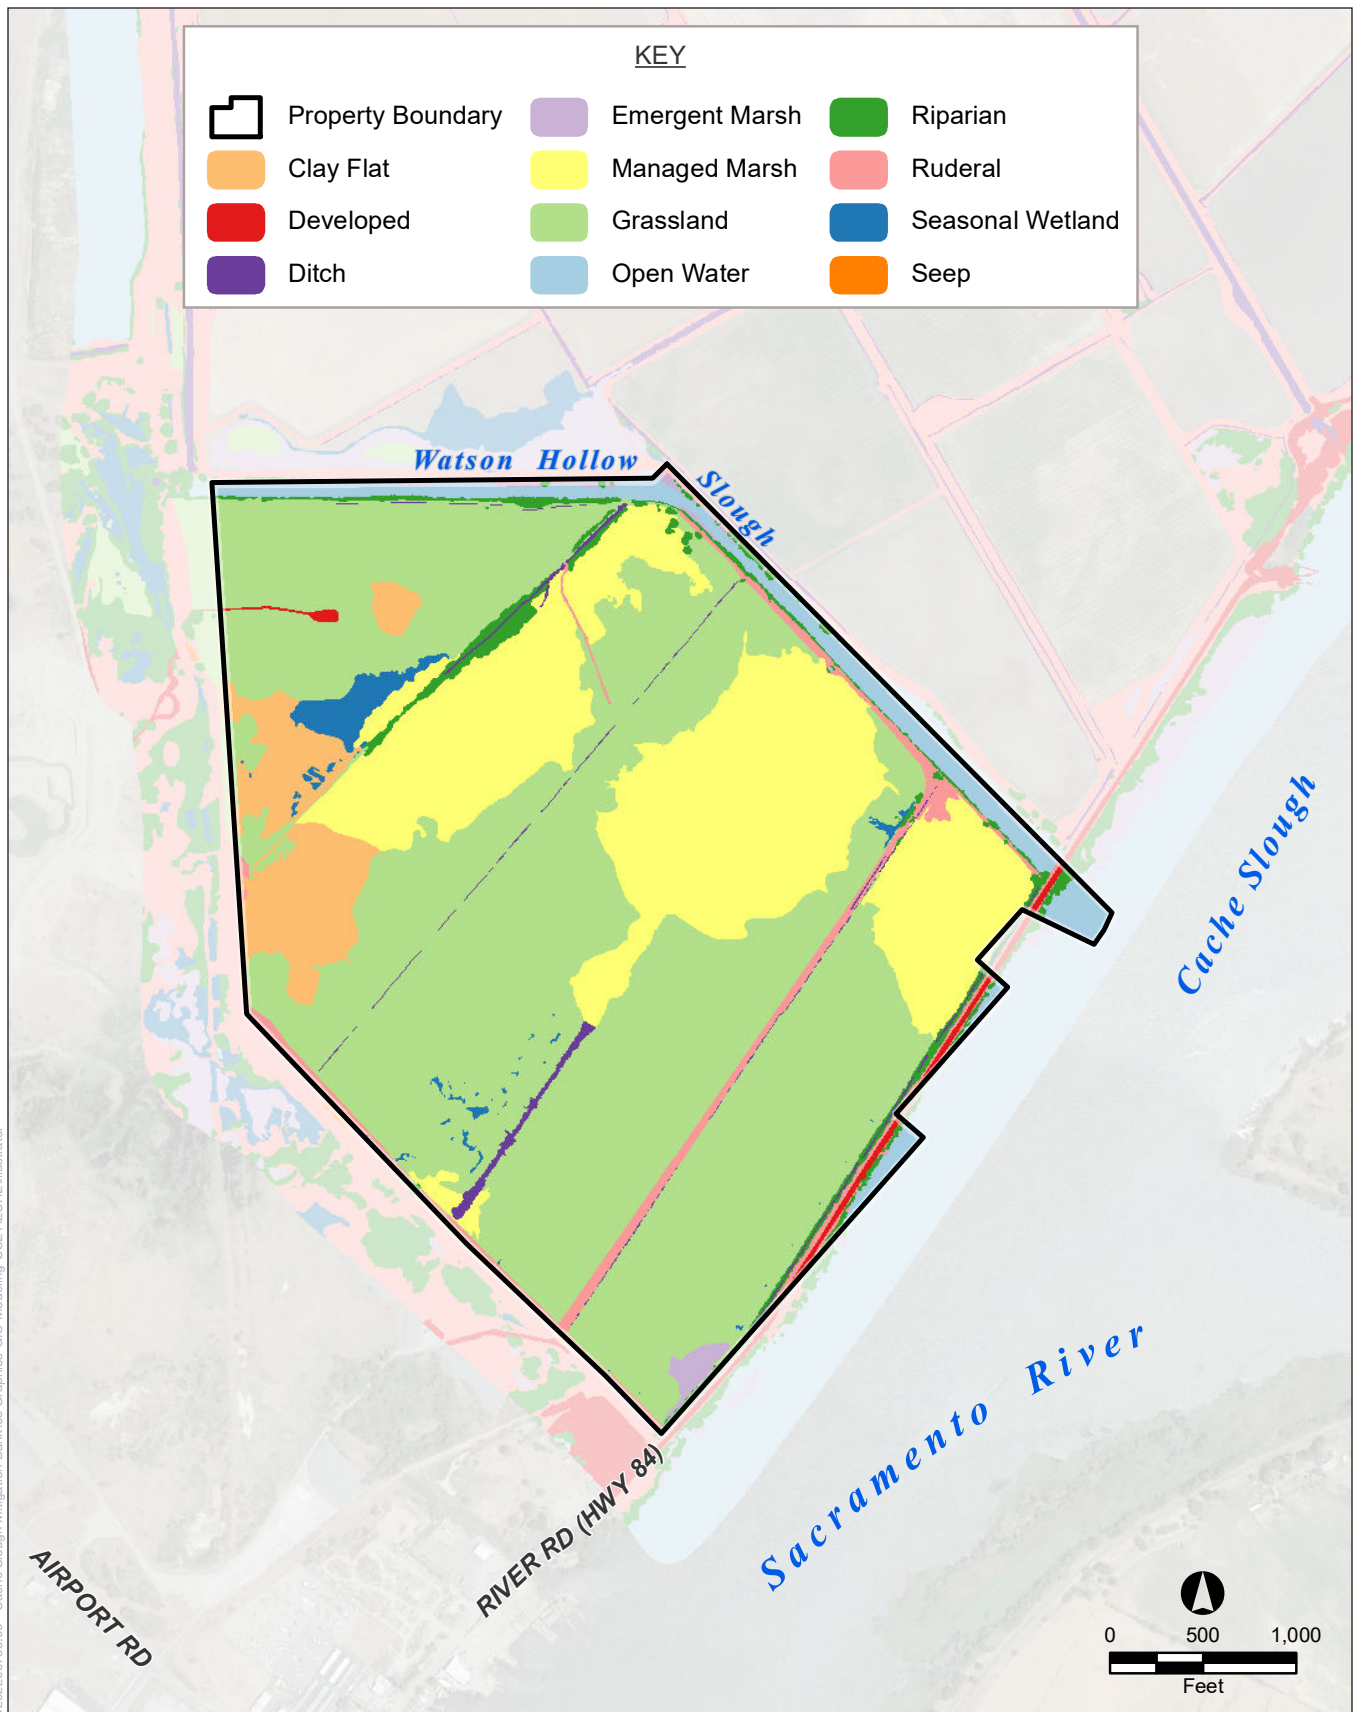 KEY
Property Boundary
Clay Flat
Developed
Ditch
Emergent Marsh
Managed Marsh
Grassland
Open Water
Riparian
Ruderal
Seasonal Wetland
Seep
Watson Hollow
Slough
Cache Slough
Sacramento River
RIVER RD (HWY 84)
AIRPORT RD
0 500 1,000
Feet